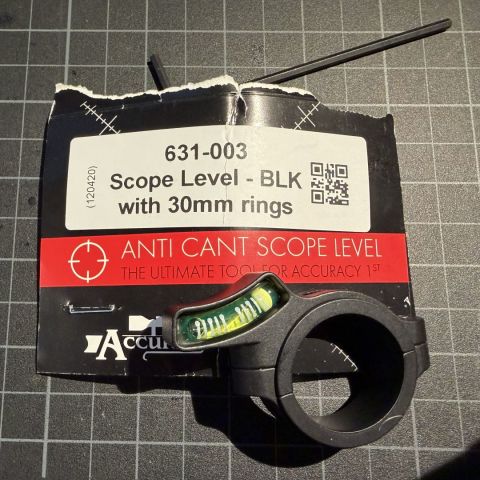 631-003
Scope Level - BLK
with 30mm rings
(120420)
ANTI CANT SCOPE LEVEL
THE ULTIMATE TOOL FOR ACCURACY 1ST